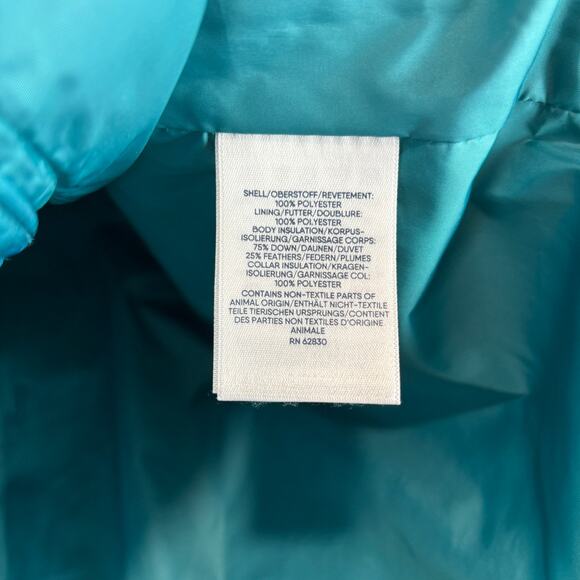 SHELL/OBERSTOFF/REVETEMENT:
100% POLYESTER
LINING/FUTTER/DOUBLURE:
100% POLYESTER
BODY INSULATION/KORPUS-
ISOLIERUNG/GARNISSAGE CORPS:
75% DOWN/DAUNEN/DUVET
25% FEATHERS/FEDERN/PLUMES
COLLAR INSULATION/KRAGEN-
ISOLIERUNG/GARNISSAGE COL:
100% POLYESTER
CONTAINS NON-TEXTILE PARTS OF
ANIMAL ORIGIN/ENTHÄLT NICHT-TEXTILE
TEILE TIERISCHEN URSPRUNGS/CONTIENT
DES PARTIES NON TEXTILES D'ORIGINE
ANIMALE
RN 62830